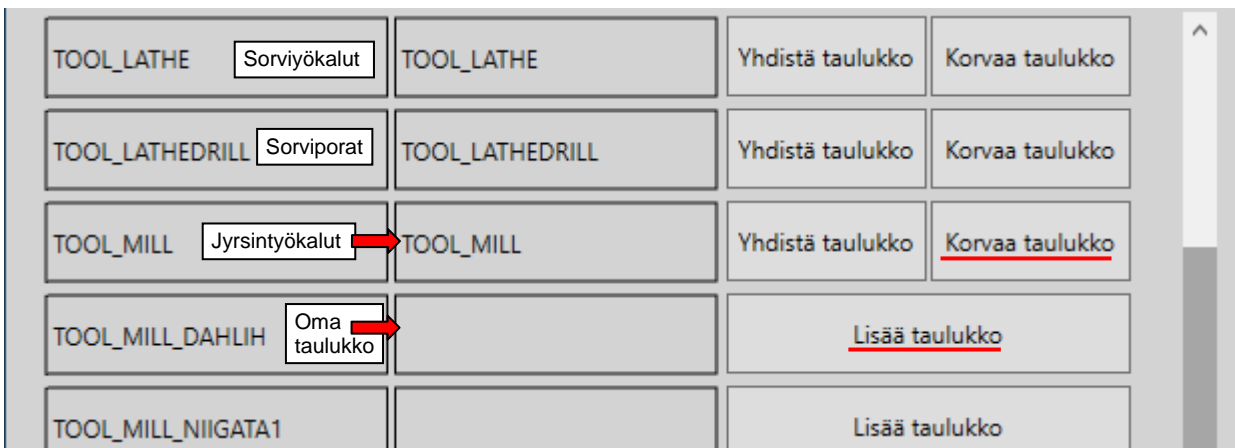 TOOL_LATHE Sorviyökalut TOOL_LATHE Yhdistä taulukko Korvaa taulukko
TOOL_LATHEDRILL Sorviporat TOOL_LATHEDRILL Yhdistä taulukko Korvaa taulukko
TOOL_MILL Jyrsintyökalut TOOL_MILL Yhdistä taulukko Korvaa taulukko
TOOL_MILL_DAHLIH Oma taulukko Lisää taulukko
TOOL_MILL_NIIGATA1 Lisää taulukko